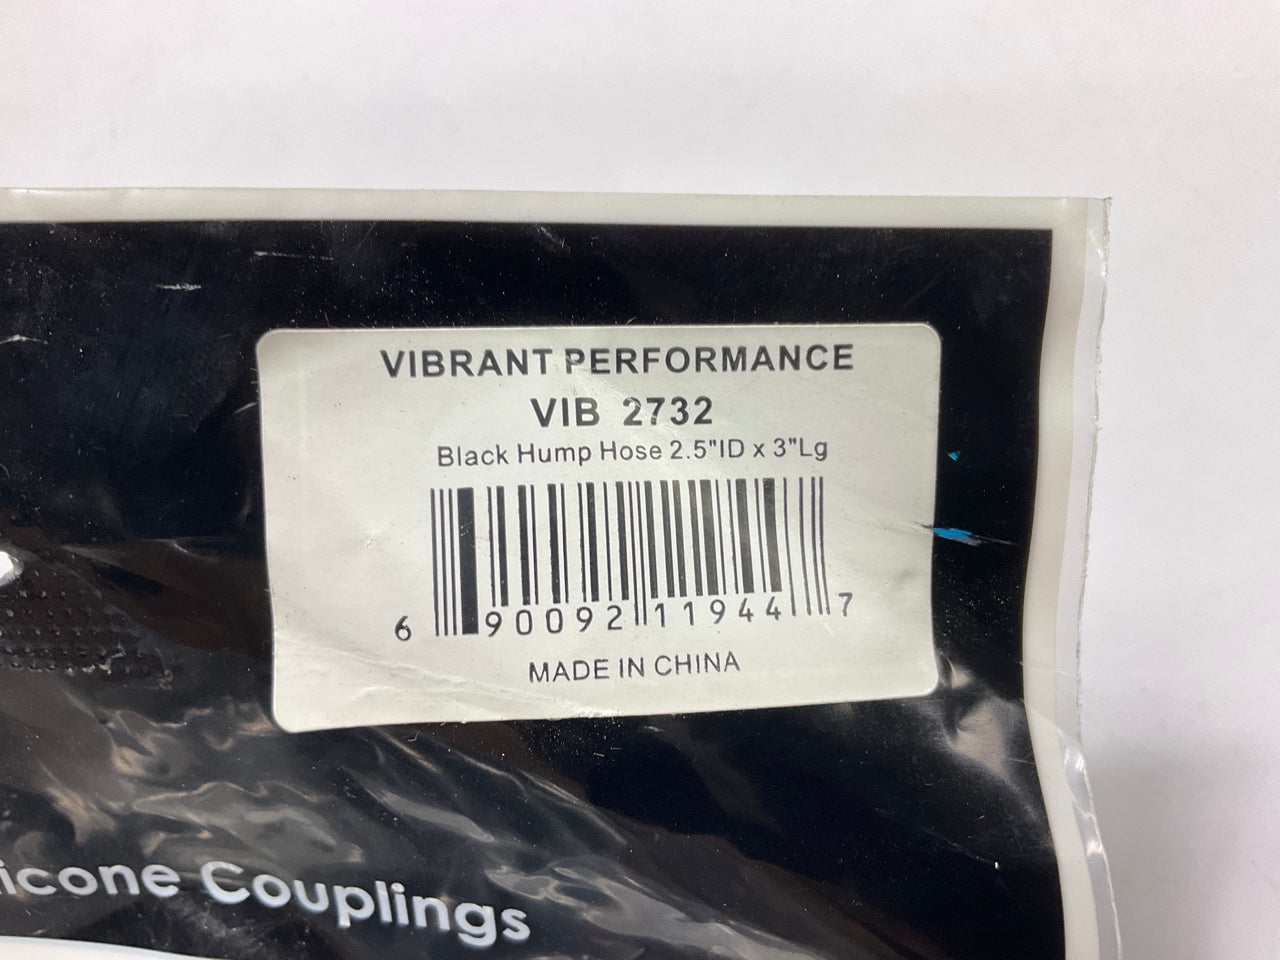 VIBRANT PERFORMANCE
VIB 2732
Black Hump Hose 2.5"ID x 3"Lg
6 90092 11944 7
MADE IN CHINA
icone Couplings